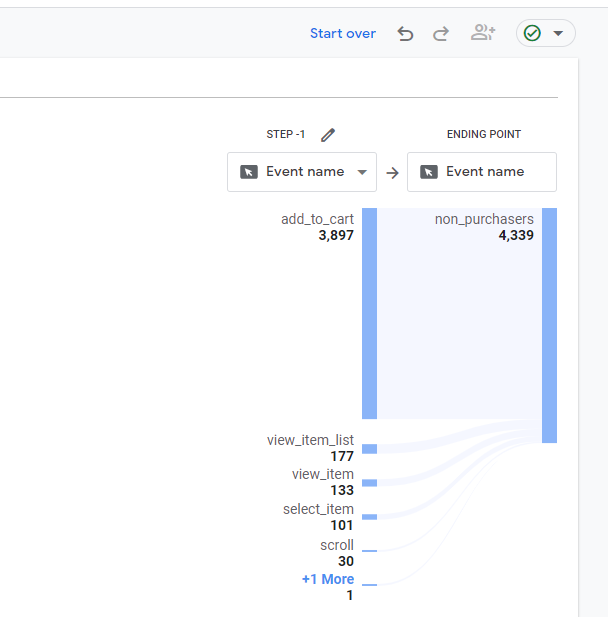 Start over
STEP -1
ENDING POINT
Event name
Event name
add_to_cart
3,897
non_purchasers
4,339
view_item_list
177
view_item
133
select_item
101
scroll
30
+1 More
1